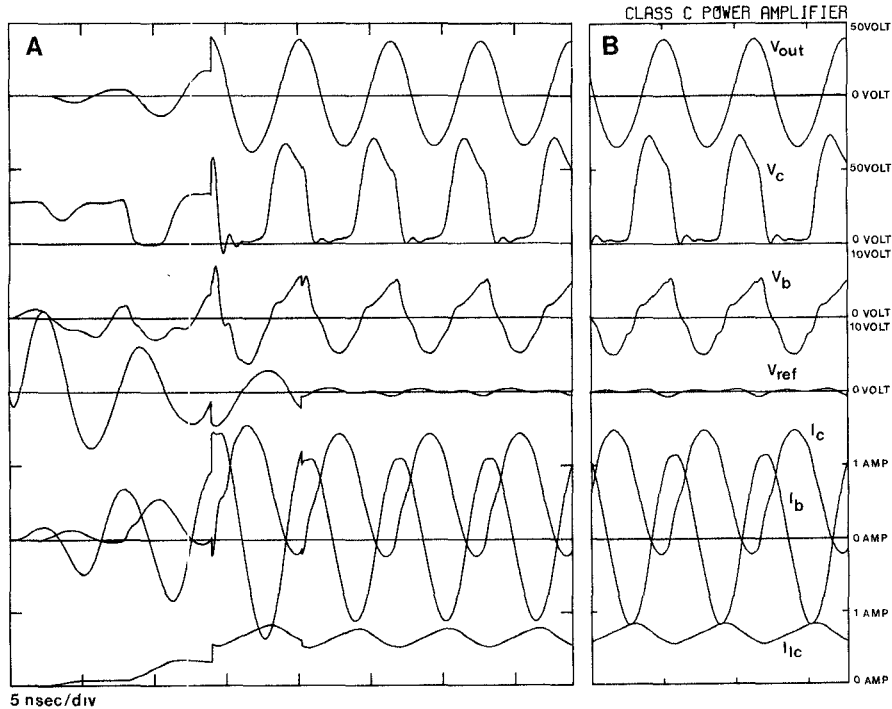 CLASS C POWER AMPLIFIER
A
B
50VOLT
Vout
0 VOLT
50VOLT
Vc
0 VOLT
10VOLT
Vb
0 VOLT
10VOLT
Vref
0 VOLT
Ic
1 AMP
Ib
0 AMP
1 AMP
Ilc
0 AMP
5 nsec/div